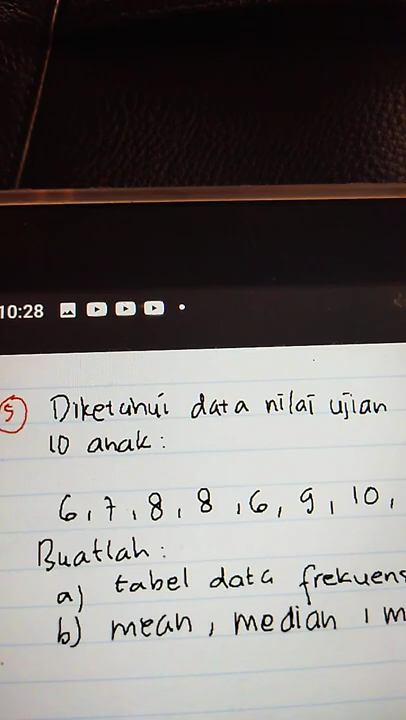 10:28
5 Diketahui data nilai ujian
10 anak :
6, 7, 8, 8, 6, 9, 10,
Buatlah :
a) tabel data
b) mean, median,